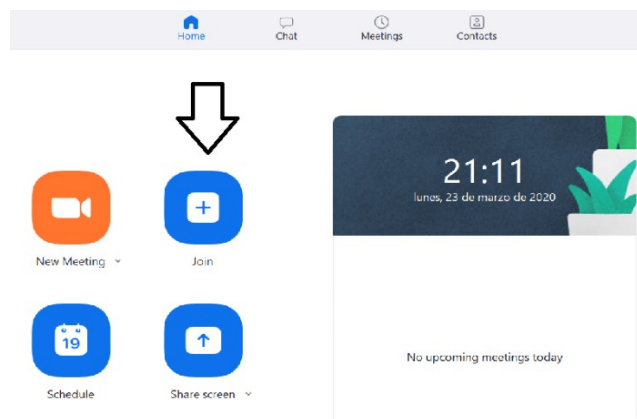 Home
Chat
Meetings
Contacts
21:11
lunes, 23 de marzo de 2020
New Meeting
Join
19
Schedule
Share screen
No upcoming meetings today